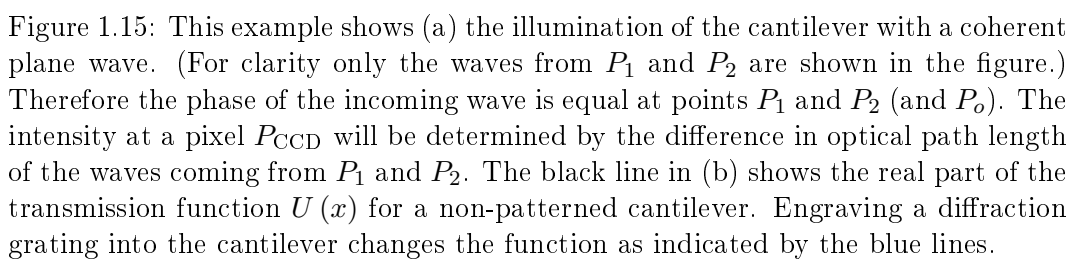 Figure 1.15: This example shows (a) the illumination of the cantilever with a coherent
plane wave. (For clarity only the waves from P₁ and P₂ are shown in the figure.)
Therefore the phase of the incoming wave is equal at points P₁ and P₂ (and Pₒ). The
intensity at a pixel P_CCD will be determined by the difference in optical path length
of the waves coming from P₁ and P₂. The black line in (b) shows the real part of the
transmission function U (x) for a non-patterned cantilever. Engraving a diffraction
grating into the cantilever changes the function as indicated by the blue lines.